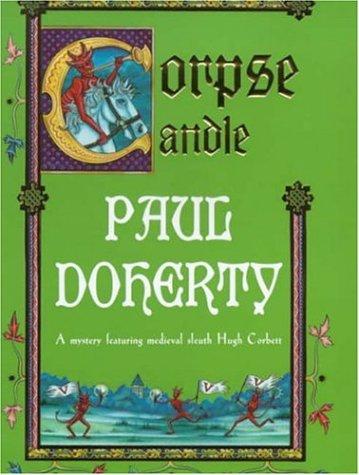 Corpse
Candle
PAUL
DOHERTY
A mystery featuring medieval sleuth Hugh Corbett